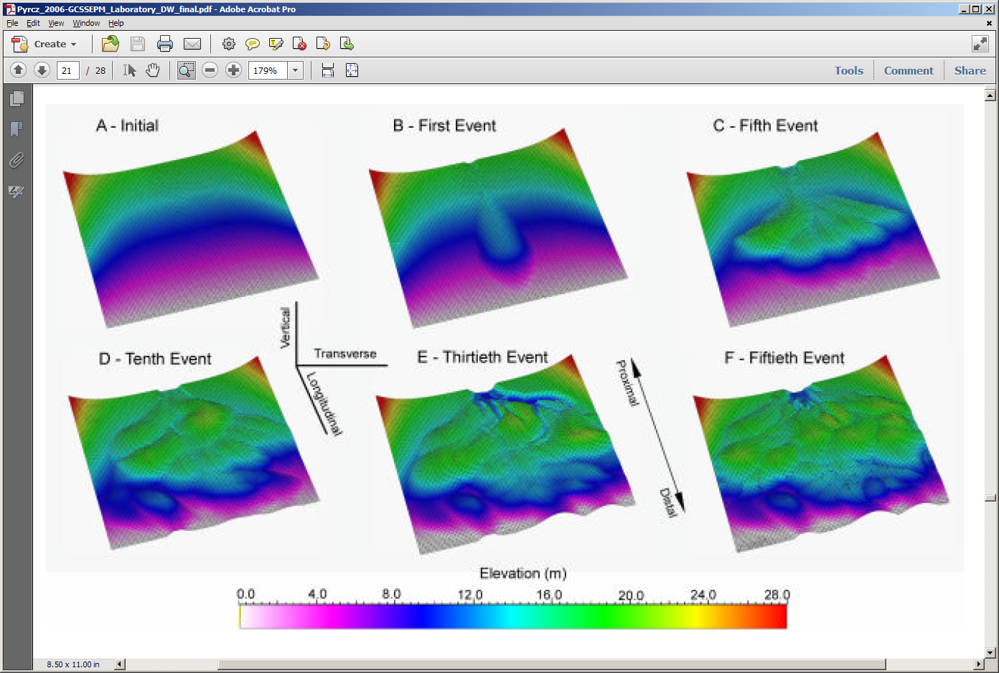 Pyrcz_2006-GCSSEPM_Laboratory_DW_final.pdf - Adobe Acrobat Pro
File Edit View Window Help
Create
21 / 28 179% Tools Comment Share
A - Initial
B - First Event
C - Fifth Event
Vertical
Transverse
Longitudinal
D - Tenth Event
E - Thirtieth Event
F - Fiftieth Event
Proximal
Distal
Elevation (m)
0.0 4.0 8.0 12.0 16.0 20.0 24.0 28.0
8.50 x 11.00 in